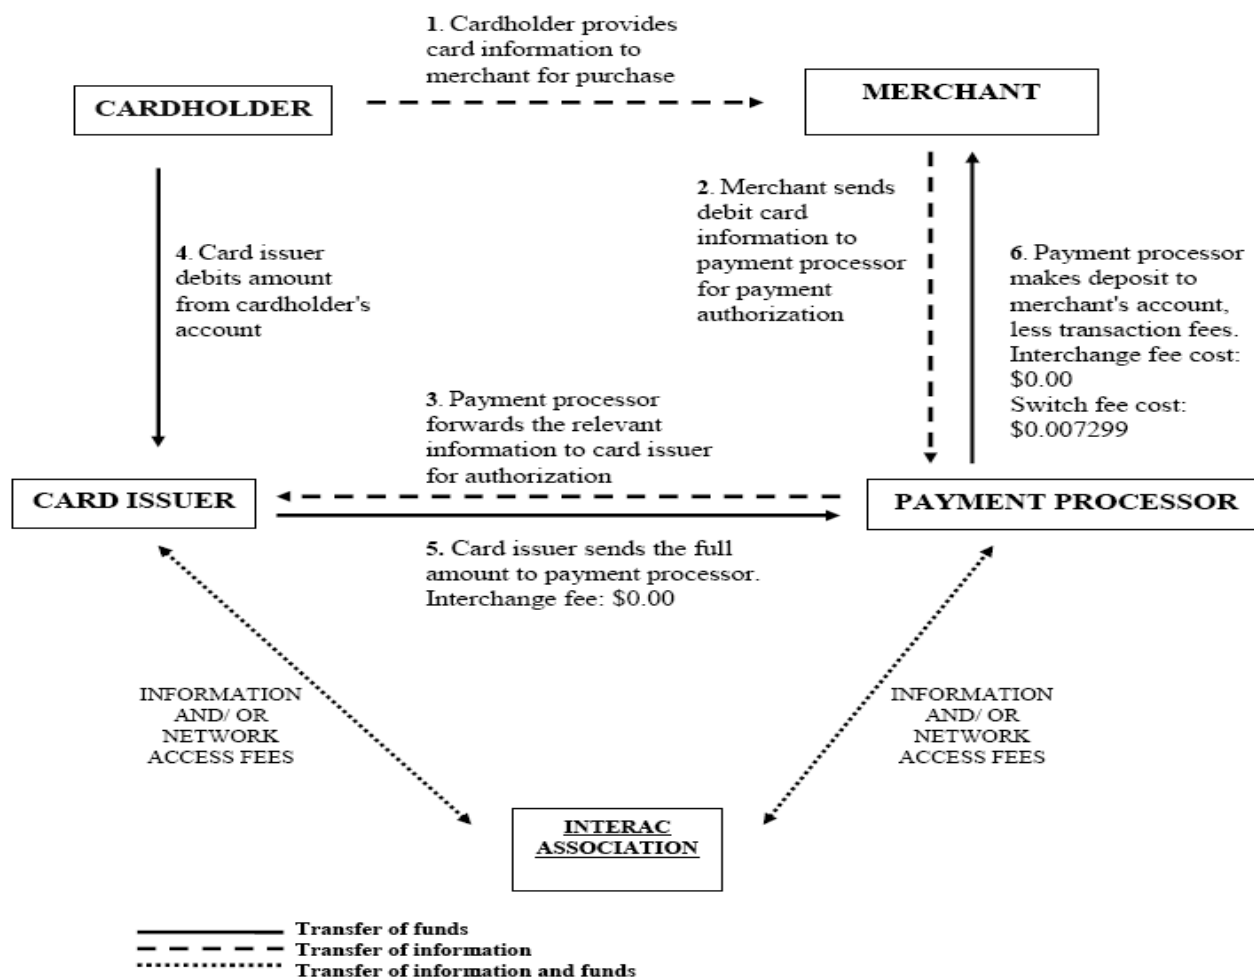 1. Cardholder provides
card information to
merchant for purchase
CARDHOLDER
MERCHANT
2. Merchant sends
debit card
information to
payment processor
for payment
authorization
4. Card issuer
debits amount
from cardholder's
account
6. Payment processor
makes deposit to
merchant's account,
less transaction fees.
Interchange fee cost:
$0.00
Switch fee cost:
$0.007299
3. Payment processor
forwards the relevant
information to card issuer
for authorization
CARD ISSUER
PAYMENT PROCESSOR
5. Card issuer sends the full
amount to payment processor.
Interchange fee: $0.00
INFORMATION
AND/ OR
NETWORK
ACCESS FEES
INFORMATION
AND/ OR
NETWORK
ACCESS FEES
INTERAC
ASSOCIATION
Transfer of funds
Transfer of information
Transfer of information and funds